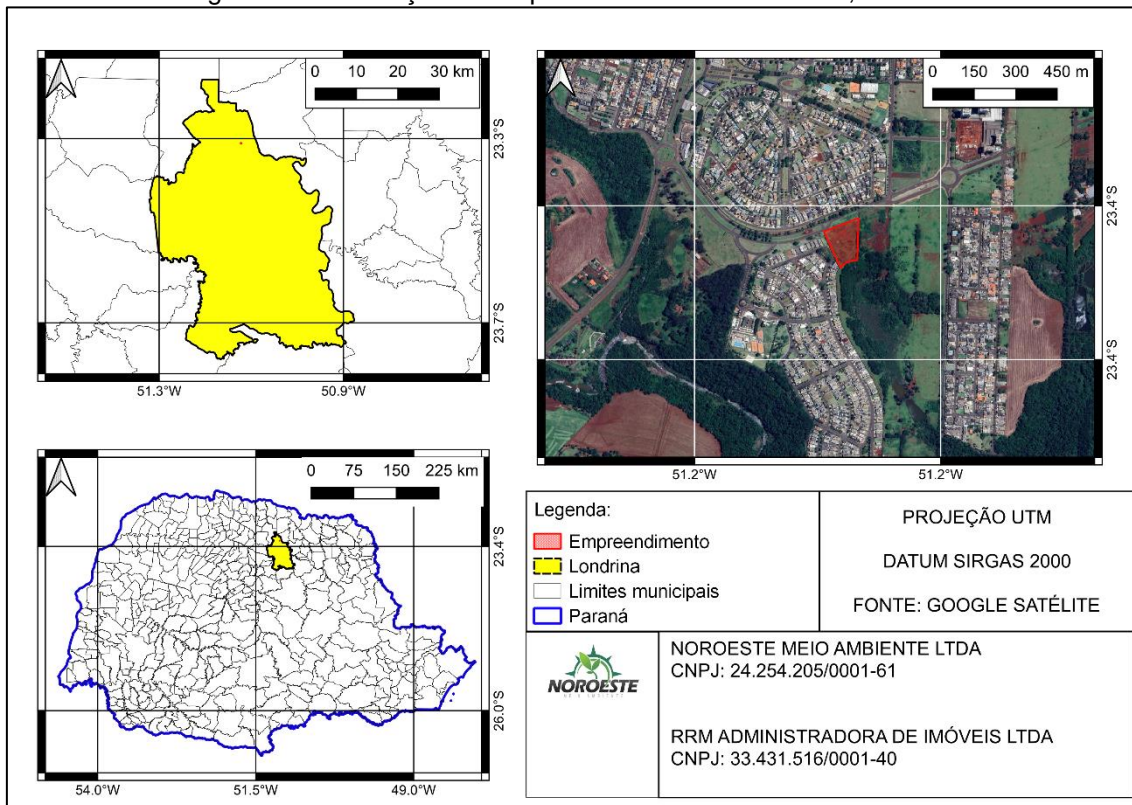 0 10 20 30 km
23.3°S
23.7°S
51.3°W 50.9°W
0 150 300 450 m
23.4°S
23.4°S
51.2°W 51.2°W
0 75 150 225 km
23.4°S
26.0°S
54.0°W 51.5°W 49.0°W
Legenda:
Empreendimento
Londrina
Limites municipais
Paraná
PROJEÇÃO UTM
DATUM SIRGAS 2000
FONTE: GOOGLE SATÉLITE
NOROESTE
NOROESTE MEIO AMBIENTE LTDA
CNPJ: 24.254.205/0001-61
RRM ADMINISTRADORA DE IMÓVEIS LTDA
CNPJ: 33.431.516/0001-40